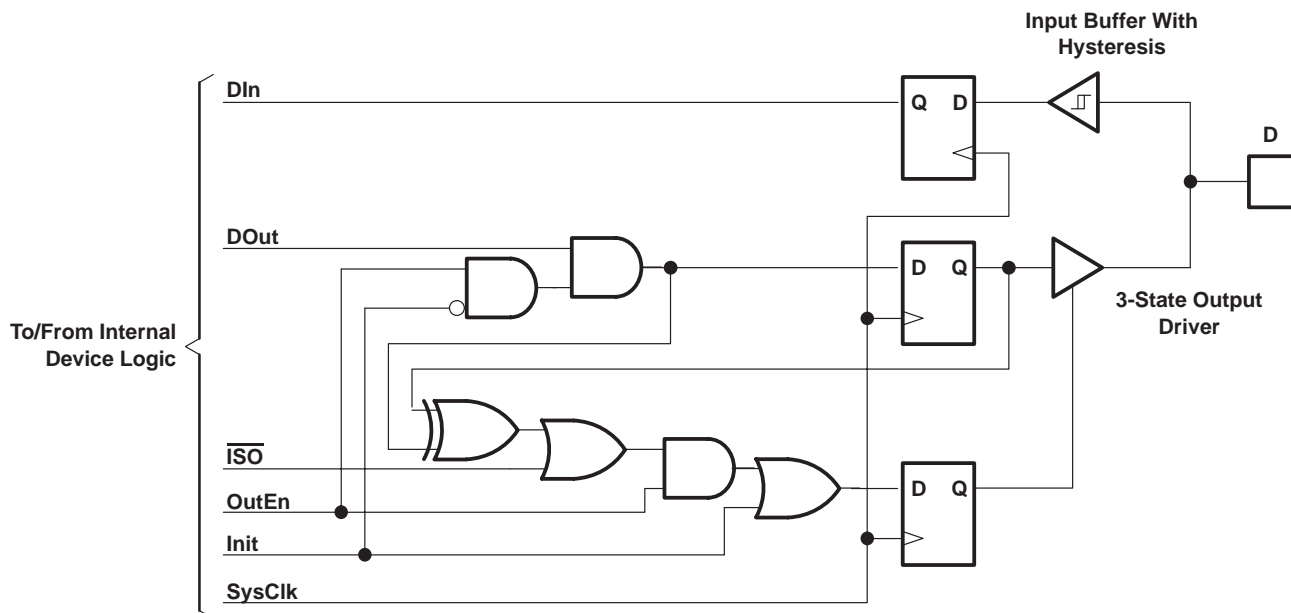 Input Buffer With
Hysteresis
DIn
Q D
D
DOut
D Q
3-State Output
Driver
To/From Internal
Device Logic
ISO
OutEn
D Q
Init
SysClk